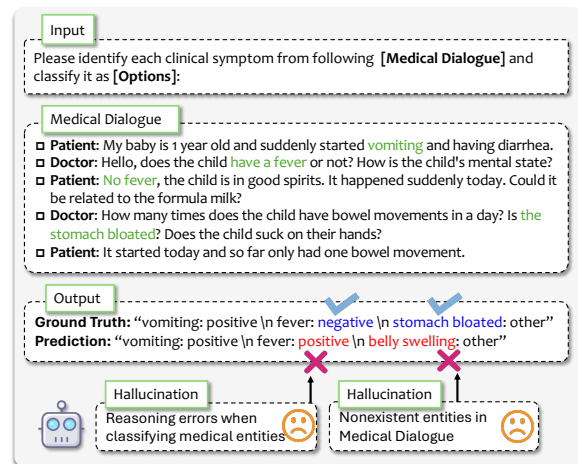 Input
Please identify each clinical symptom from following [Medical Dialogue] and
classify it as [Options]:
Medical Dialogue
Patient: My baby is 1 year old and suddenly started vomiting and having diarrhea.
Doctor: Hello, does the child have a fever or not? How is the child's mental state?
Patient: No fever, the child is in good spirits. It happened suddenly today. Could it
be related to the formula milk?
Doctor: How many times does the child have bowel movements in a day? Is the
stomach bloated? Does the child suck on their hands?
Patient: It started today and so far only had one bowel movement.
Output
Ground Truth: “vomiting: positive \n fever: negative \n stomach bloated: other”
Prediction: “vomiting: positive \n fever: positive \n belly swelling: other”
Hallucination
Reasoning errors when
classifying medical entities
Hallucination
Nonexistent entities in
Medical Dialogue